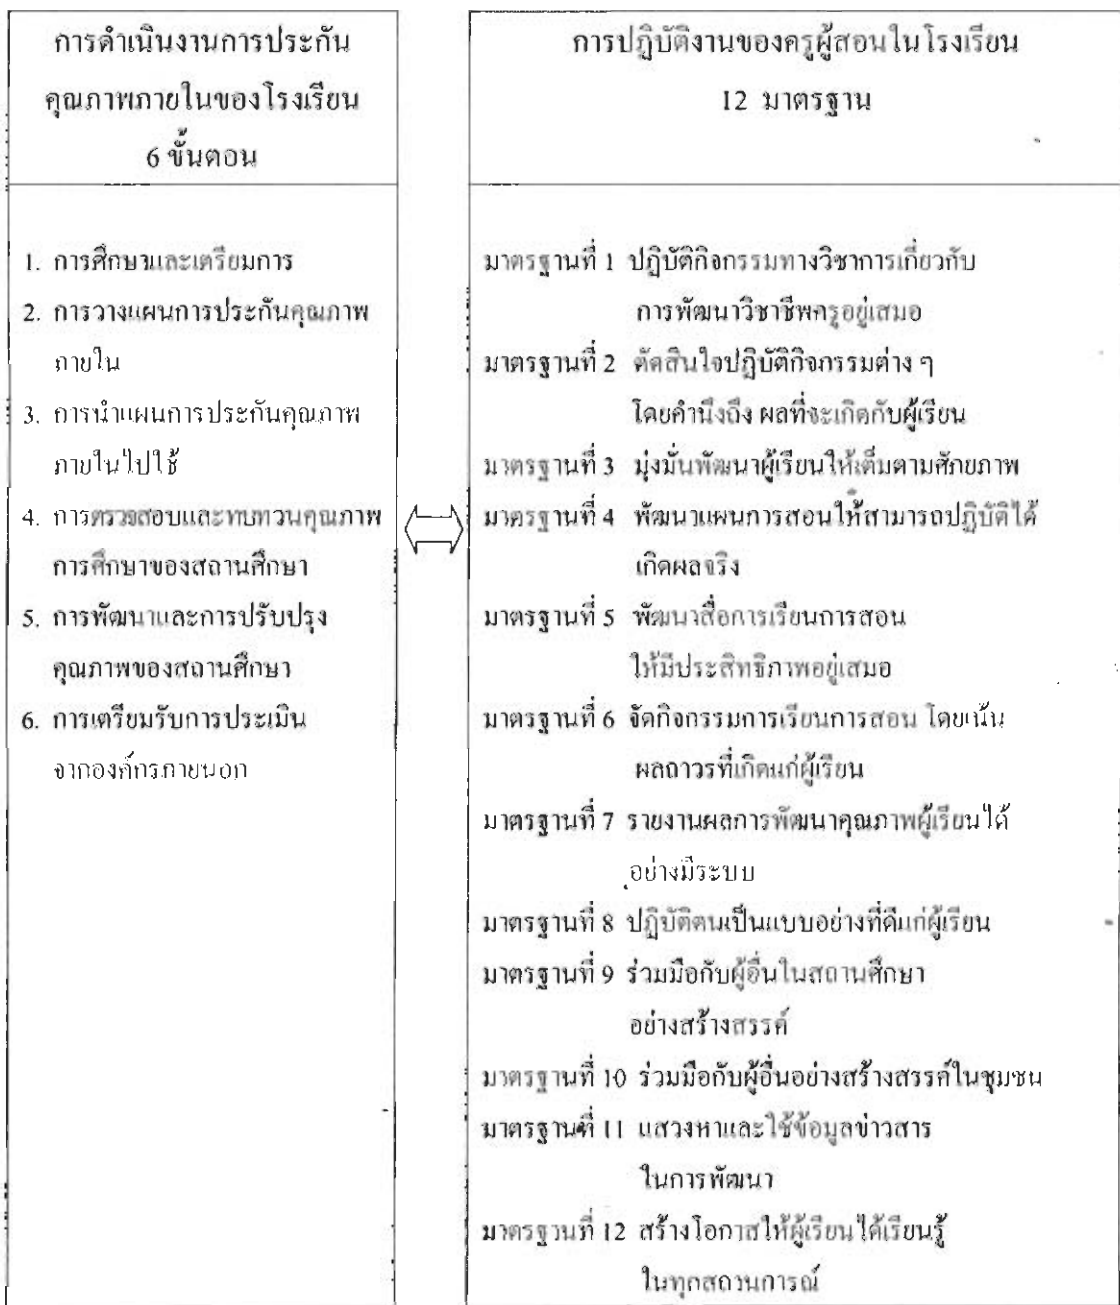 การดำเนินงานการประกัน
คุณภาพภายในของโรงเรียน
6 ขั้นตอน
1. การศึกษาและเตรียมการ
2. การวางแผนการประกันคุณภาพ
ภายใน
3. การนำแผนการประกันคุณภาพ
ภายในไปใช้
4. การตรวจสอบและทบทวนคุณภาพ
การศึกษาของสถานศึกษา
5. การพัฒนาและการปรับปรุง
คุณภาพของสถานศึกษา
6. การเตรียมรับการประเมิน
จากองค์กรภายนอก
การปฏิบัติงานของครูผู้สอนในโรงเรียน
12 มาตรฐาน
มาตรฐานที่ 1 ปฏิบัติกิจกรรมทางวิชาการเกี่ยวกับ
การพัฒนาวิชาชีพครูอยู่เสมอ
มาตรฐานที่ 2 ตัดสินใจปฏิบัติกิจกรรมต่าง ๆ
โดยคำนึงถึง ผลที่จะเกิดกับผู้เรียน
มาตรฐานที่ 3 มุ่งมั่นพัฒนาผู้เรียนให้เต็มตามศักยภาพ
มาตรฐานที่ 4 พัฒนาแผนการสอนให้สามารถปฏิบัติได้
เกิดผลจริง
มาตรฐานที่ 5 พัฒนาสื่อการเรียนการสอน
ให้มีประสิทธิภาพอยู่เสมอ
มาตรฐานที่ 6 จัดกิจกรรมการเรียนการสอน โดยเน้น
ผลถาวรที่เกิดแก่ผู้เรียน
มาตรฐานที่ 7 รายงานผลการพัฒนาคุณภาพผู้เรียนได้
อย่างมีระบบ
มาตรฐานที่ 8 ปฏิบัติตนเป็นแบบอย่างที่ดีแก่ผู้เรียน
มาตรฐานที่ 9 ร่วมมือกับผู้อื่นในสถานศึกษา
อย่างสร้างสรรค์
มาตรฐานที่ 10 ร่วมมือกับผู้อื่นอย่างสร้างสรรค์ในชุมชน
มาตรฐานที่ 11 แสวงหาและใช้ข้อมูลข่าวสาร
ในการพัฒนา
มาตรฐานที่ 12 สร้างโอกาสให้ผู้เรียนได้เรียนรู้
ในทุกสถานการณ์